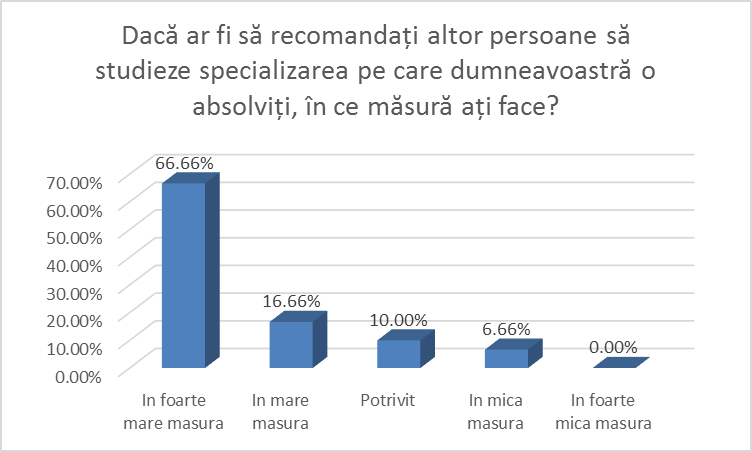 Dacă ar fi să recomandați altor persoane să
studieze specializarea pe care dumneavoastră o
absolviți, în ce măsură ați face?
66.66%
16.66%
10.00%
6.66%
0.00%
70.00%
60.00%
50.00%
40.00%
30.00%
20.00%
10.00%
0.00%
In foarte
mare masura
In mare
masura
Potrivit
In mica
masura
In foarte
mica masura